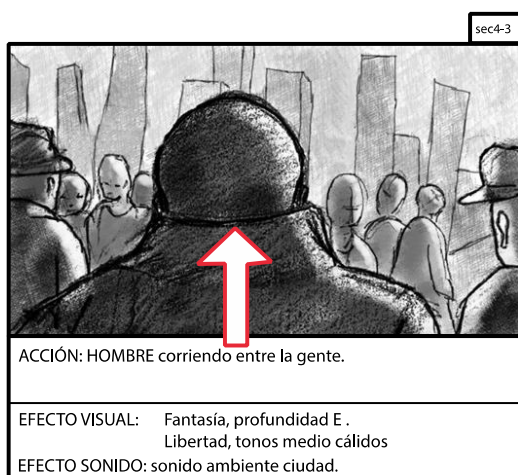 sec4-3
ACCIÓN: HOMBRE corriendo entre la gente.
EFECTO VISUAL: Fantasía, profundidad E .
Libertad, tonos medio cálidos
EFECTO SONIDO: sonido ambiente ciudad.